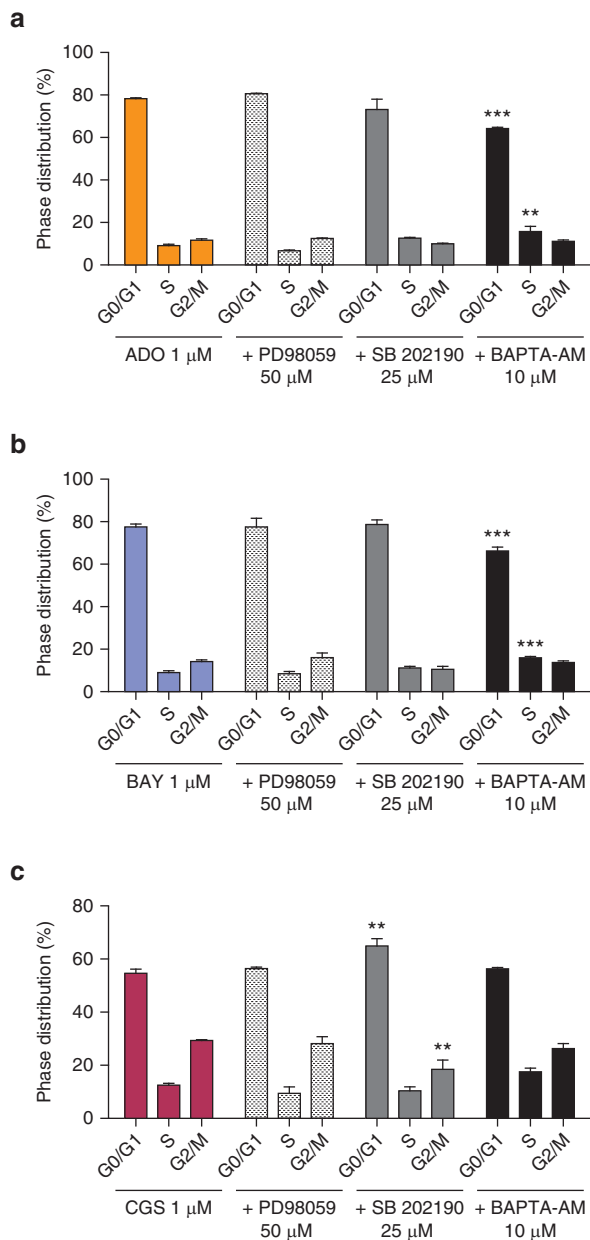 a
Phase distribution (%)
100
80
60
40
20
0
***
**
G0/G1 S G2/M G0/G1 S G2/M G0/G1 S G2/M G0/G1 S G2/M
ADO 1 μM + PD98059 + SB 202190 + BAPTA-AM
50 μM 25 μM 10 μM
b
Phase distribution (%)
100
80
60
40
20
0
***
***
G0/G1 S G2/M G0/G1 S G2/M G0/G1 S G2/M G0/G1 S G2/M
BAY 1 μM + PD98059 + SB 202190 + BAPTA-AM
50 μM 25 μM 10 μM
c
Phase distribution (%)
80
60
40
20
0
**
**
G0/G1 S G2/M G0/G1 S G2/M G0/G1 S G2/M G0/G1 S G2/M
CGS 1 μM + PD98059 + SB 202190 + BAPTA-AM
50 μM 25 μM 10 μM